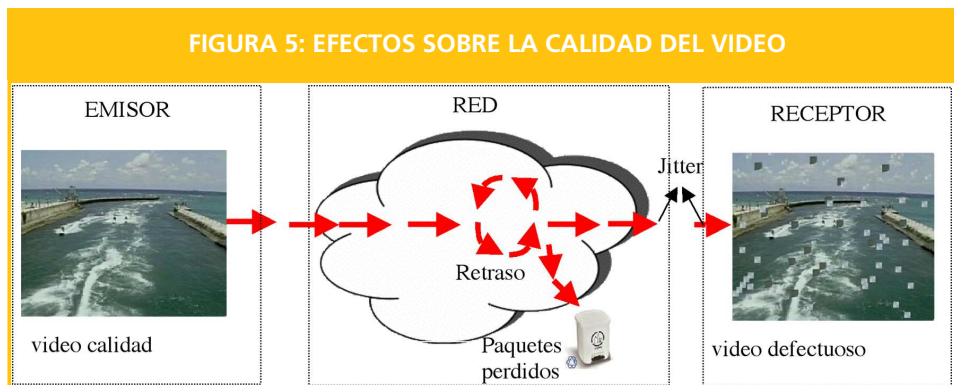 FIGURA 5: EFECTOS SOBRE LA CALIDAD DEL VIDEO
EMISOR
RED
RECEPTOR
Jitter
Retraso
Paquetes
perdidos
video calidad
video defectuoso